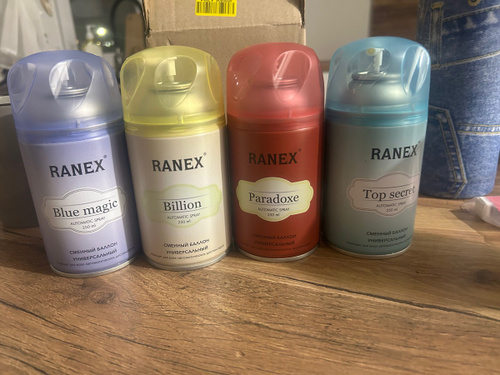 RANEX
Blue magic
AUTOMATIC SPRAY
250 ml
СМЕННЫЙ БАЛЛОН
УНИВЕРСАЛЬНЫЙ
RANEX
Billion
AUTOMATIC SPRAY
250 ml
СМЕННЫЙ БАЛЛОН
УНИВЕРСАЛЬНЫЙ
RANEX
Paradoxe
AUTOMATIC SPRAY
250 ml
СМЕННЫЙ БАЛЛОН
УНИВЕРСАЛЬНЫЙ
RANEX
Top secret
AUTOMATIC SPRAY
250 ml
СМЕННЫЙ БАЛЛОН
УНИВЕРСАЛЬНЫЙ